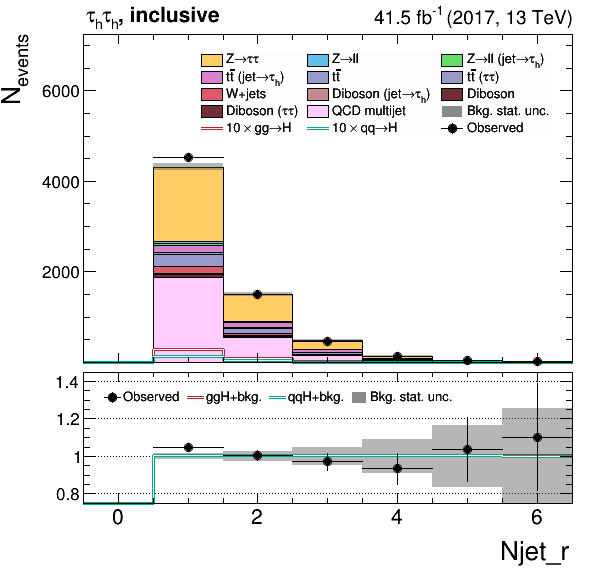 τₕτₕ, inclusive
41.5 fb⁻¹ (2017, 13 TeV)
N_events
6000
4000
2000
Z→ττ
Z→ll
Z→ll (jet→τₕ)
tt̄ (jet→τₕ)
tt̄
tt̄ (ττ)
W+jets
Diboson (jet→τₕ)
Diboson
Diboson (ττ)
QCD multijet
Bkg. stat. unc.
10 × gg→H
10 × qq→H
Observed
1.4
1.2
1
0.8
Observed
ggH+bkg.
qqH+bkg.
Bkg. stat. unc.
0
2
4
6
Njet_r